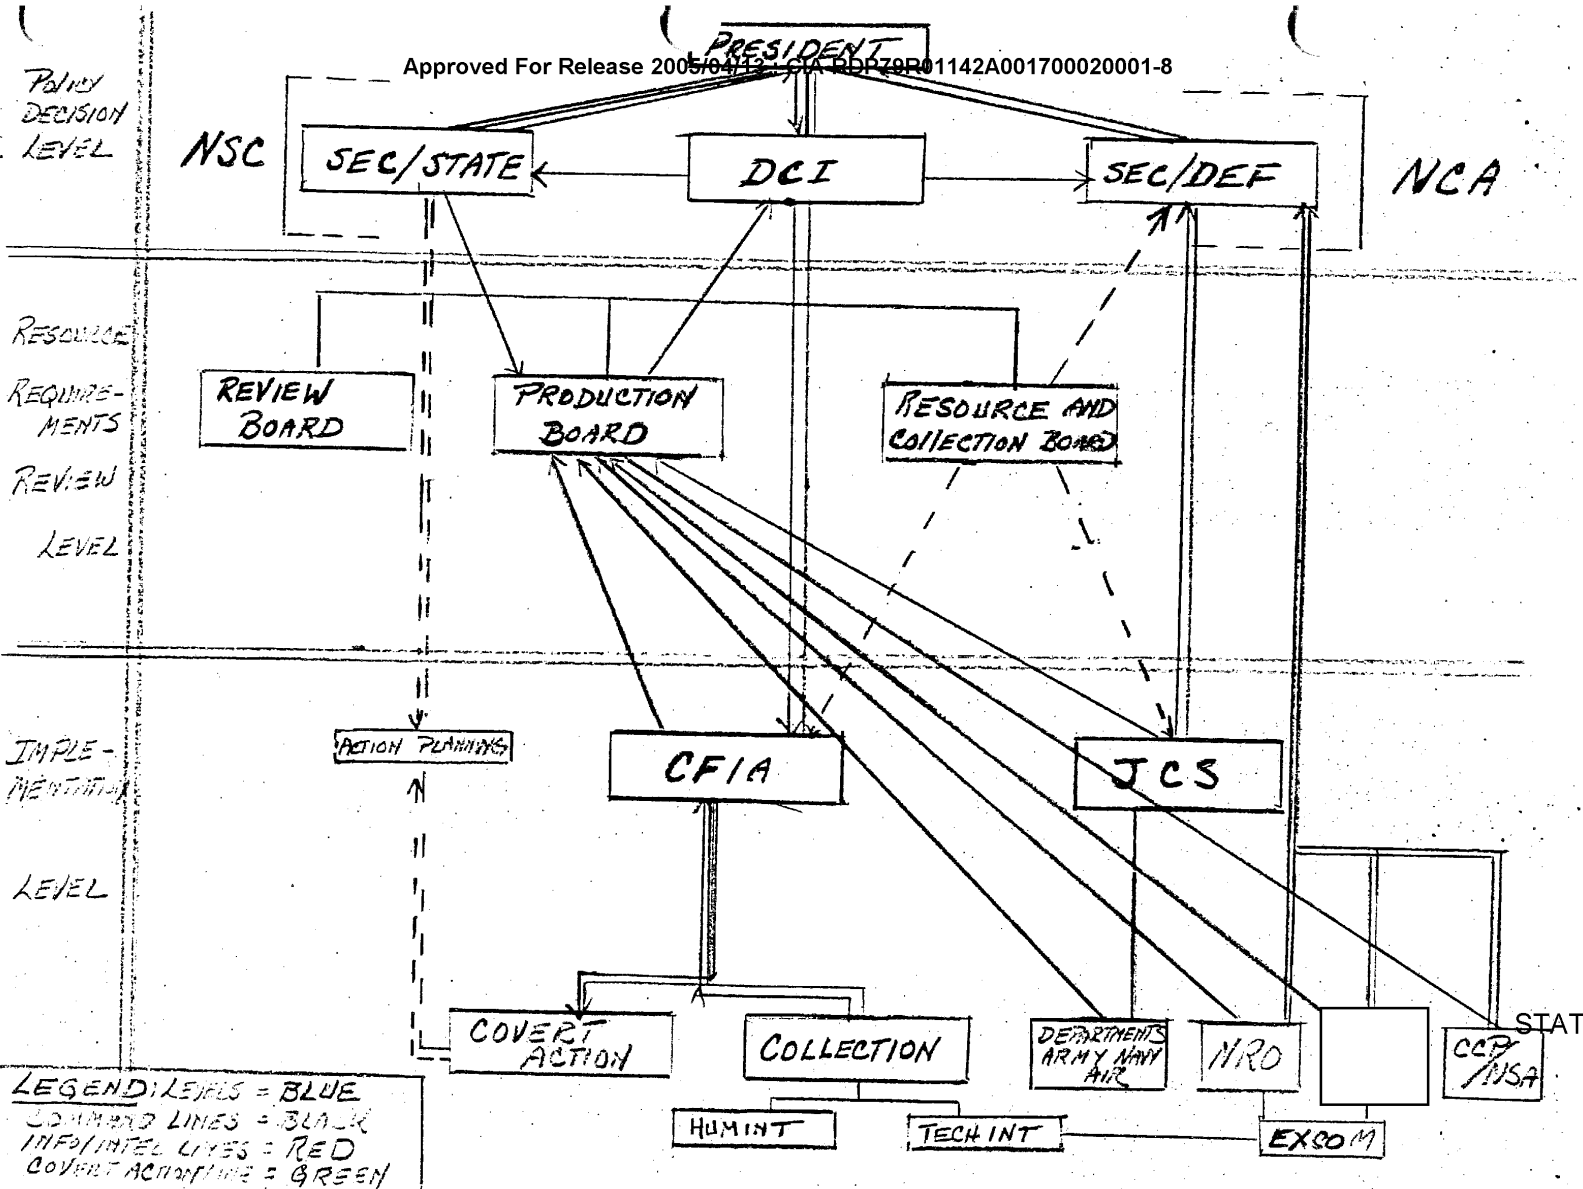 PRESIDENT
Approved For Release 2005/04/13 : CIA-RDP79R01142A001700020001-8
POLICY
DECISION
LEVEL
NSC
SEC/STATE
DCI
SEC/DEF
NCA
RESOURCE
REQUIRE-
MENTS
REVIEW
LEVEL
REVIEW
BOARD
PRODUCTION
BOARD
RESOURCE AND
COLLECTION BOARD
IMPLE-
MENTATION
LEVEL
ACTION PLANNING
CFIA
JCS
COVERT
ACTION
COLLECTION
DEPARTMENTS
ARMY NAVY
AIR
NRO
CCP/
NSA
STAT
HUMINT
TECHINT
EXCOM
LEGEND: LEVELS = BLUE
COMMAND LINES = BLACK
INFO/INTEL LINES = RED
COVERT ACTION LINE = GREEN